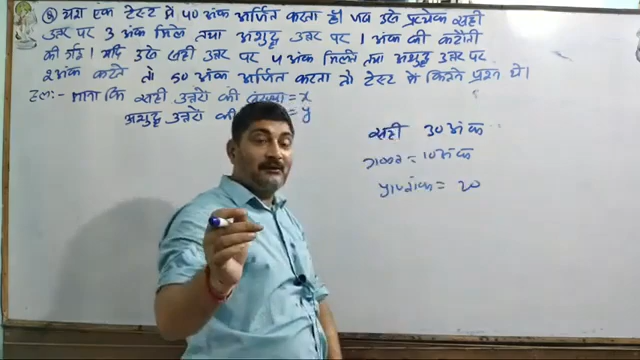 ⑧ यश एक टेस्ट में 40 अंक अर्जित करता है। जब उसे प्रत्येक सही
उत्तर पर 3 अंक मिले तथा अशुद्ध उत्तर पर 1 अंक की कटौती
की गई। यदि उसे सही उत्तर पर 4 अंक मिलते तथा अशुद्ध उत्तर पर
2 अंक कटते तो 50 अंक अर्जित करता तो टेस्ट में कितने प्रश्न थे।
हल:- माना कि सही उत्तरों की संख्या = x
अशुद्ध उत्तरों की = y
सही 30 अंक
= 10 अंक
= 20